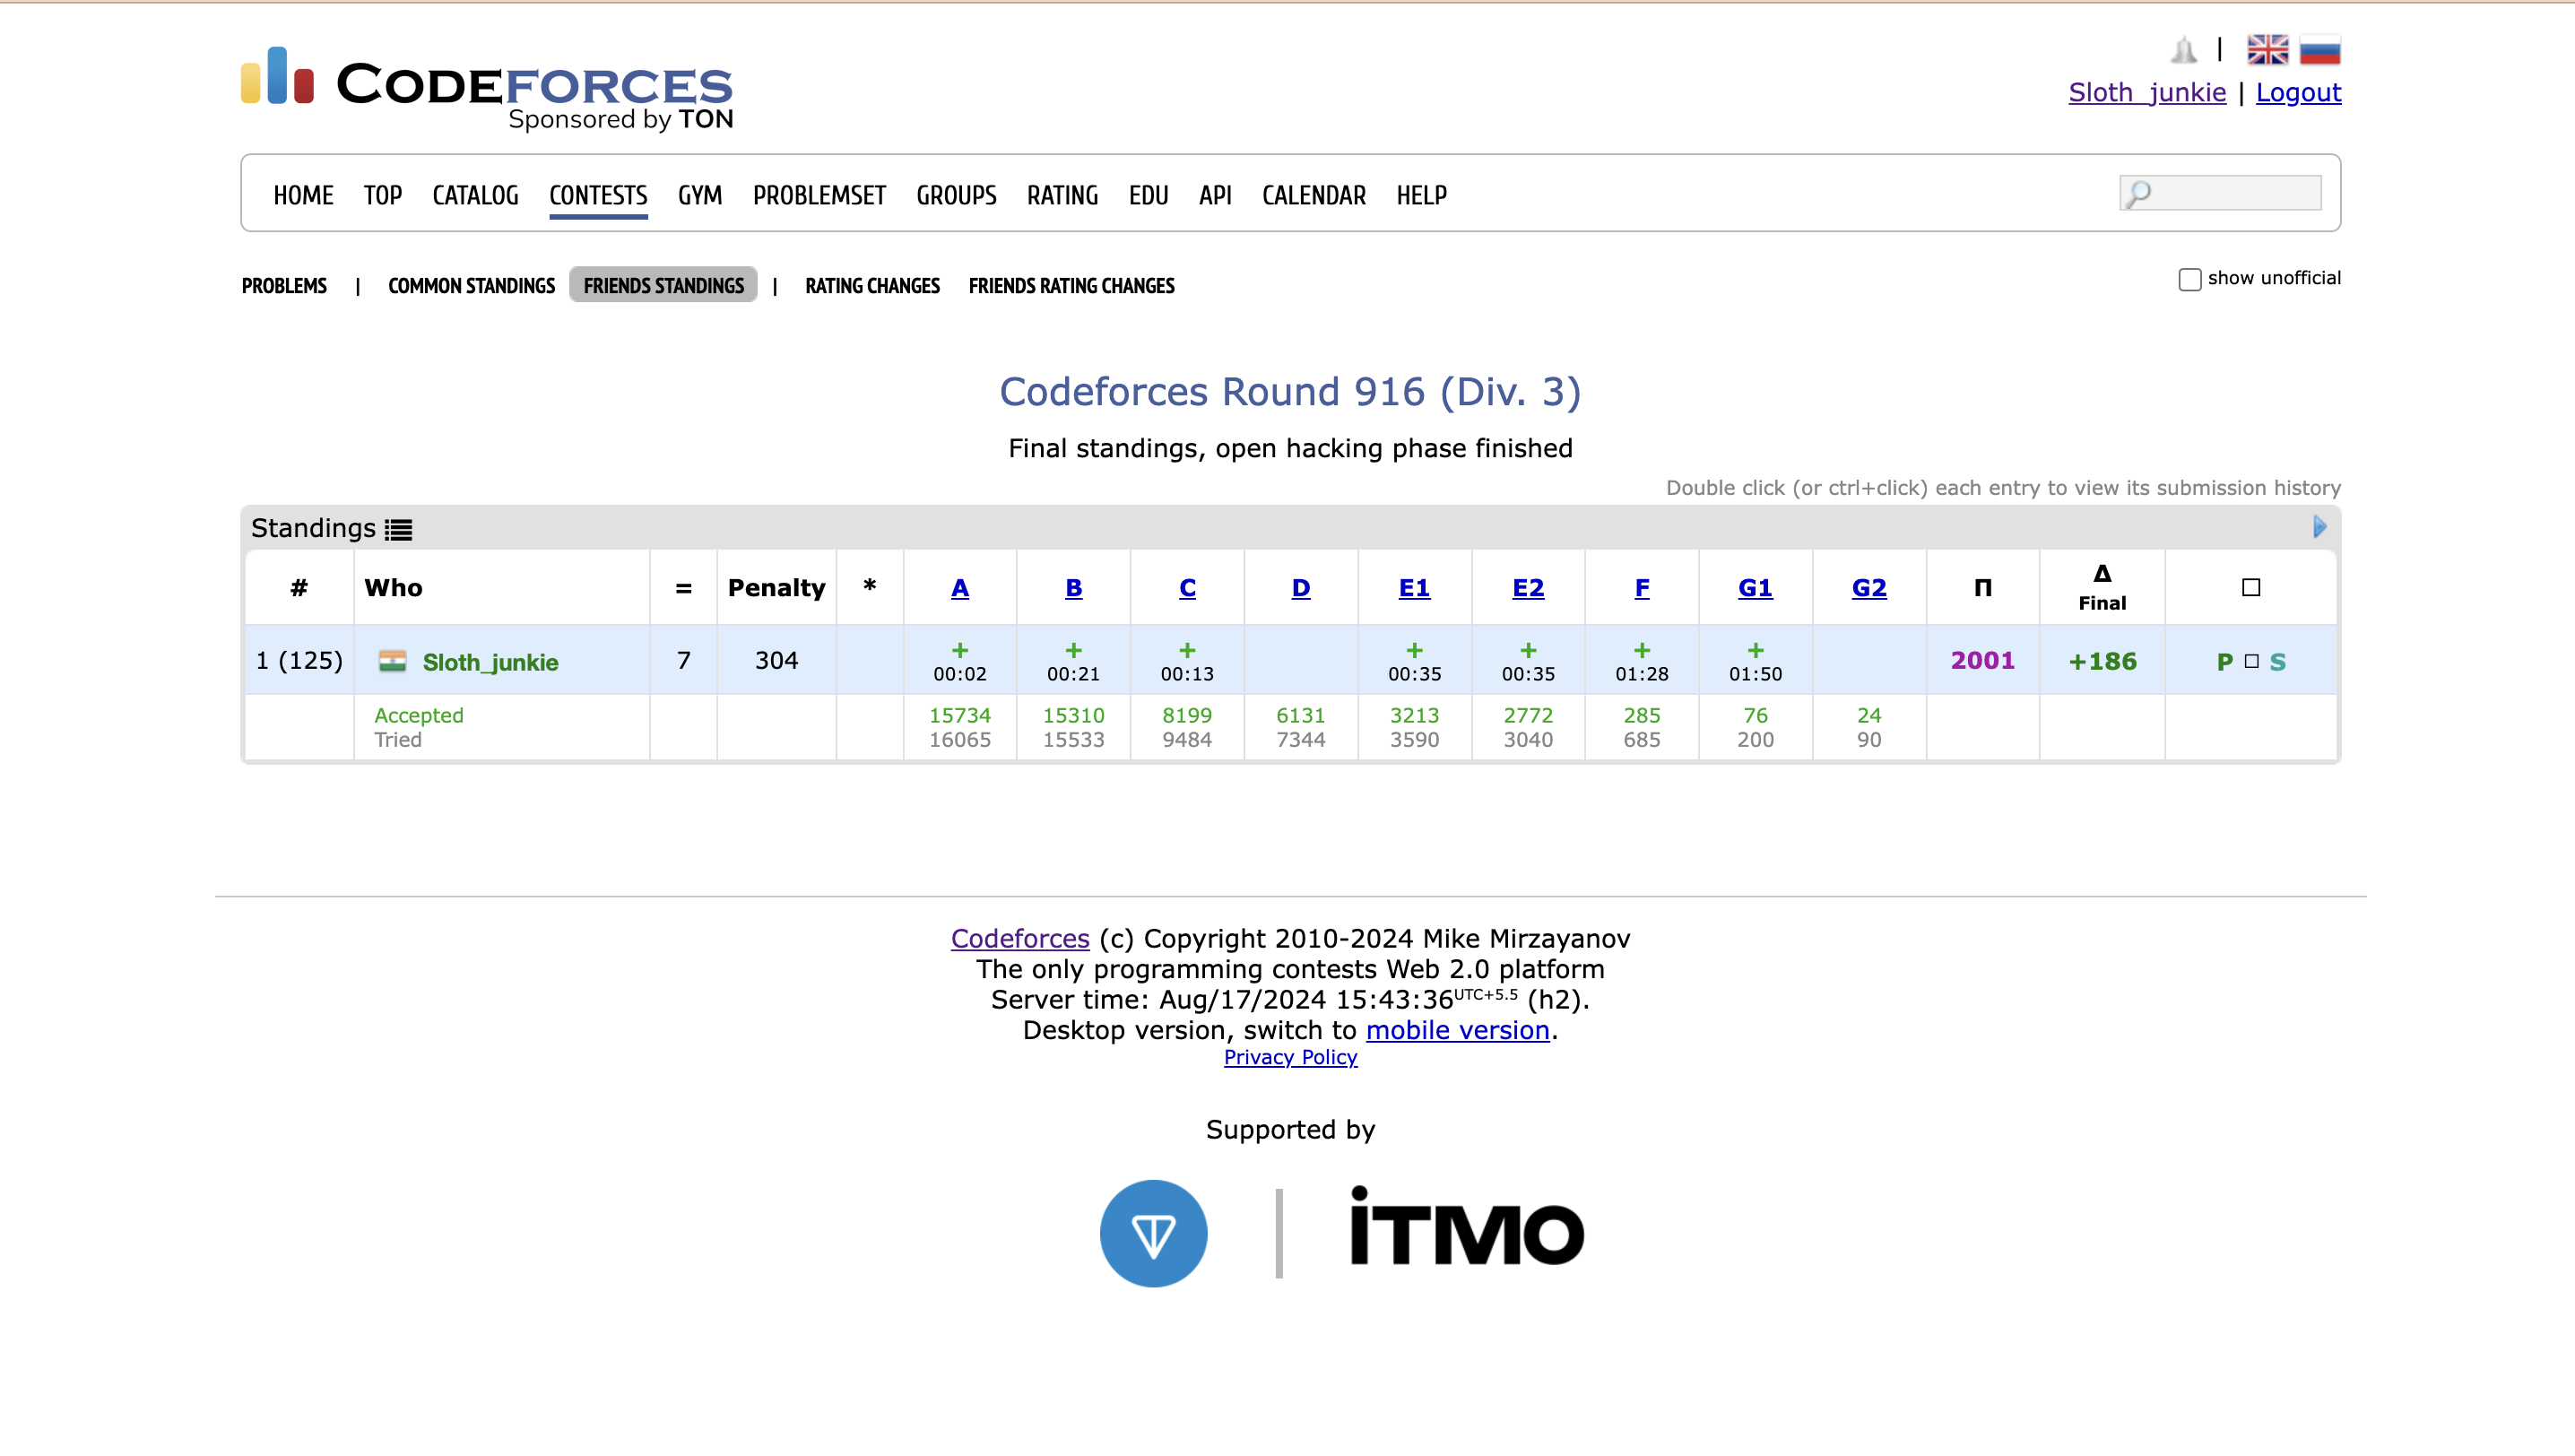 CODEFORCES
Sponsored by TON
|
Sloth_junkie | Logout
HOME TOP CATALOG CONTESTS GYM PROBLEMSET GROUPS RATING EDU API CALENDAR HELP
PROBLEMS | COMMON STANDINGS FRIENDS STANDINGS | RATING CHANGES FRIENDS RATING CHANGES show unofficial
Codeforces Round 916 (Div. 3)
Final standings, open hacking phase finished
Double click (or ctrl+click) each entry to view its submission history
Standings
# Who = Penalty * A B C D E1 E2 F G1 G2 Π Δ Final
1 (125) Sloth_junkie 7 304 + + + + + + + 2001 +186 P S
00:02 00:21 00:13 00:35 00:35 01:28 01:50
Accepted 15734 15310 8199 6131 3213 2772 285 76 24
Tried 16065 15533 9484 7344 3590 3040 685 200 90
Codeforces (c) Copyright 2010-2024 Mike Mirzayanov
The only programming contests Web 2.0 platform
Server time: Aug/17/2024 15:43:36 UTC+5.5 (h2).
Desktop version, switch to mobile version.
Privacy Policy
Supported by
iTMO